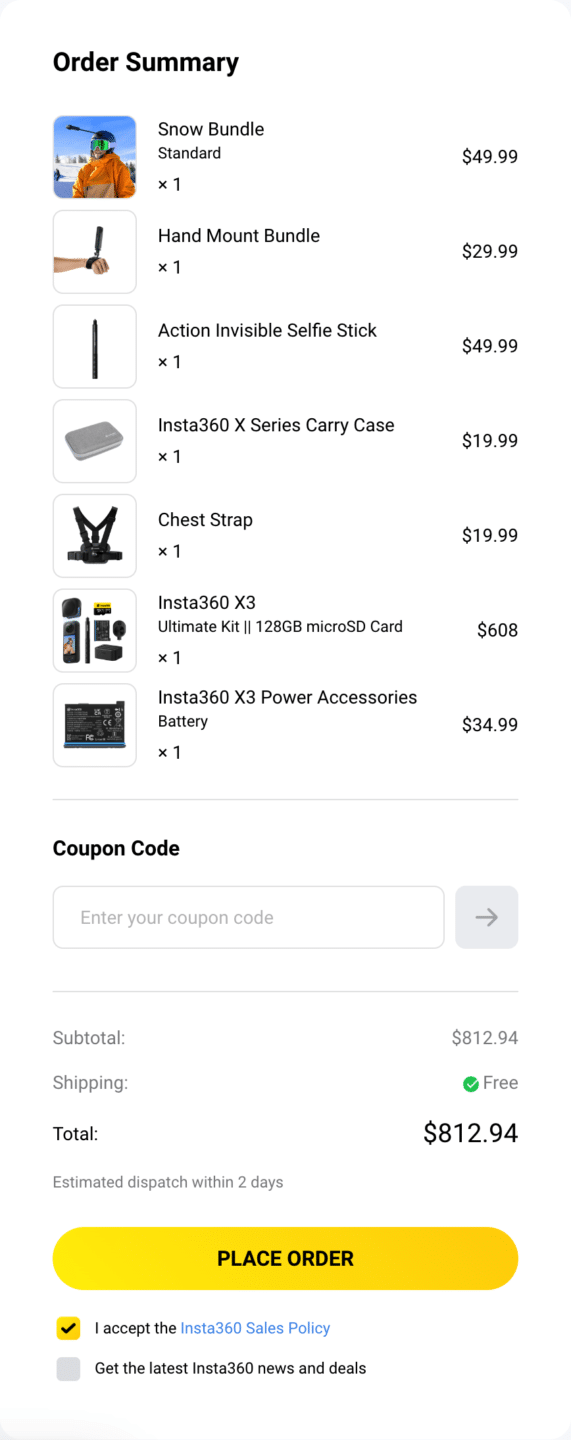 Order Summary
Snow Bundle
Standard
× 1
$49.99
Hand Mount Bundle
× 1
$29.99
Action Invisible Selfie Stick
× 1
$49.99
Insta360 X Series Carry Case
× 1
$19.99
Chest Strap
× 1
$19.99
Insta360 X3
Ultimate Kit || 128GB microSD Card
× 1
$608
Insta360 X3 Power Accessories
Battery
× 1
$34.99
Coupon Code
Enter your coupon code
Subtotal:
$812.94
Shipping:
Free
Total:
$812.94
Estimated dispatch within 2 days
PLACE ORDER
I accept the Insta360 Sales Policy
Get the latest Insta360 news and deals